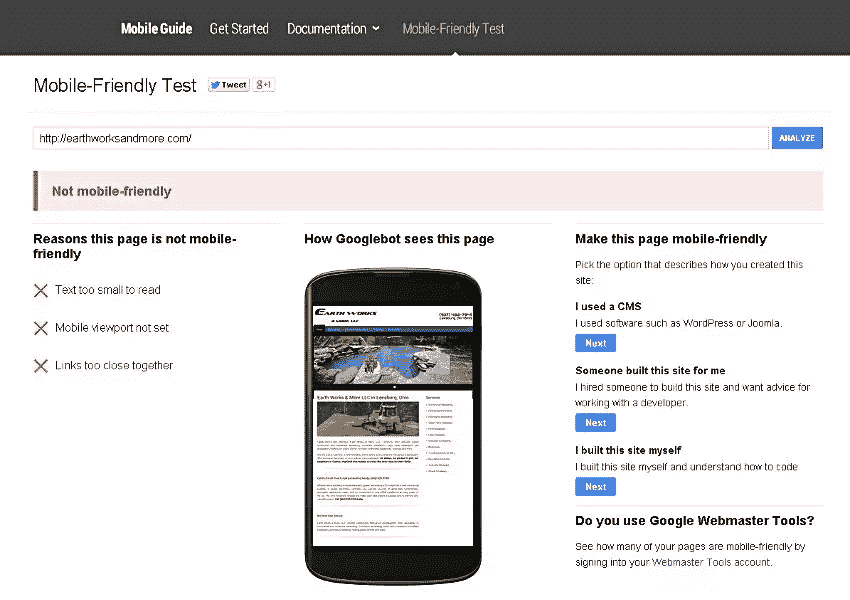 Mobile Guide Get Started Documentation Mobile-Friendly Test
Mobile-Friendly Test Tweet g+1
http://earthworksandmore.com/ ANALYZE
Not mobile-friendly
Reasons this page is not mobile-
friendly
Text too small to read
Mobile viewport not set
Links too close together
How Googlebot sees this page
EARTH WORKS
Earth Works & More LLC in Leesburg, Ohio
Make this page mobile-friendly
Pick the option that describes how you created this
site:
I used a CMS
I used software such as WordPress or Joomla.
Next
Someone built this site for me
I hired someone to build this site and want advice for
working with a developer.
Next
I built this site myself
I built this site myself and understand how to code
Next
Do you use Google Webmaster Tools?
See how many of your pages are mobile-friendly by
signing into your Webmaster Tools account.